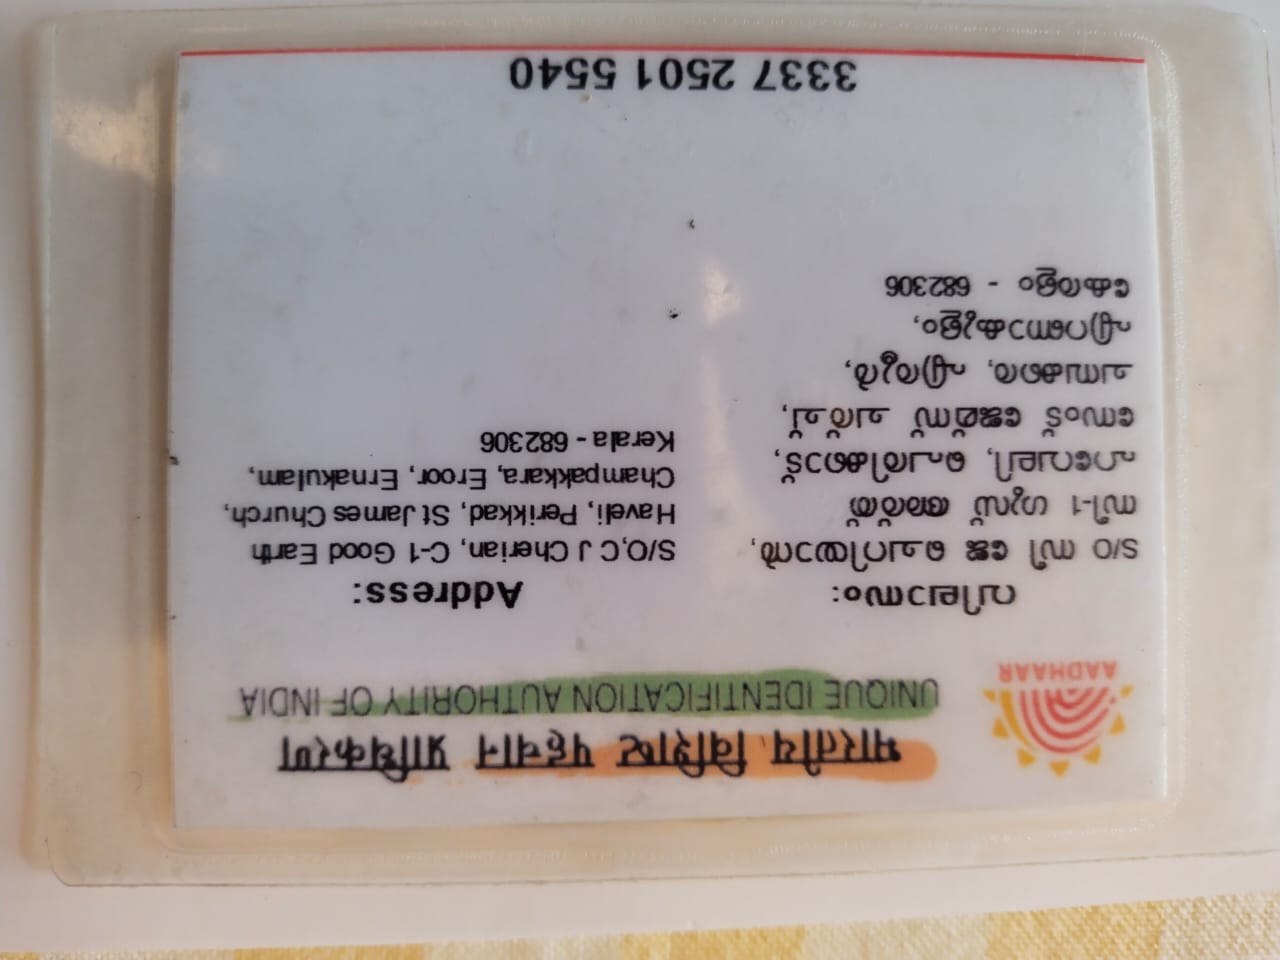 भारतीय विशिष्ट पहचान प्राधिकरण
UNIQUE IDENTIFICATION AUTHORITY OF INDIA
AADHAAR
വിലാസം:
S/O സി ജെ ചെറിയാൻ,
സി-1 ഗുഡ് അെർത്ത്
ഹവേലി, പെരിക്കാട്,
സേംട് ജെമ്സ് ചർച്ച്,
ചമ്പക്കര, എരൂർ,
എറണാകുളം,
കേരളം - 682306
Address:
S/O,C J Cherian, C-1 Good Earth
Haveli, Perikkad, St James Church,
Champakkara, Eroor, Ernakulam,
Kerala - 682306
3337 2501 5540